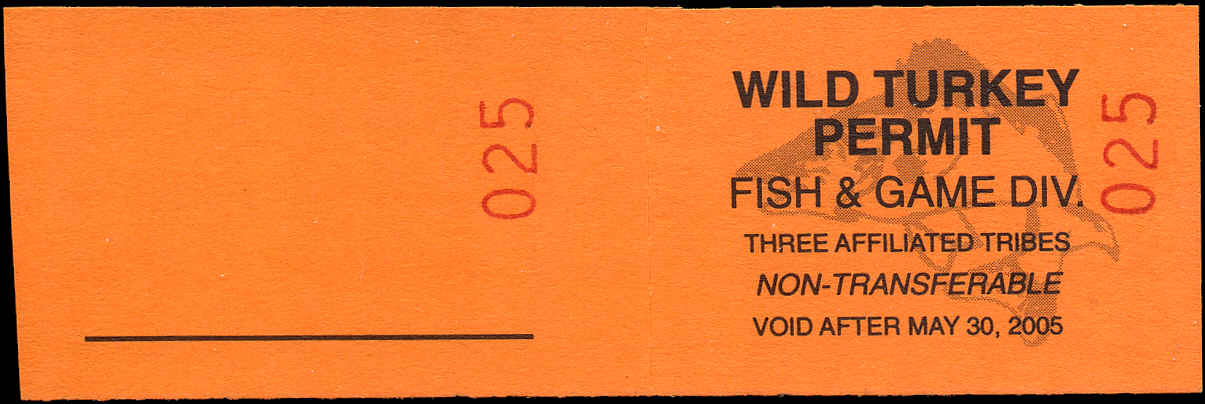 025
WILD TURKEY
PERMIT
FISH & GAME DIV.
THREE AFFILIATED TRIBES
NON-TRANSFERABLE
VOID AFTER MAY 30, 2005
025